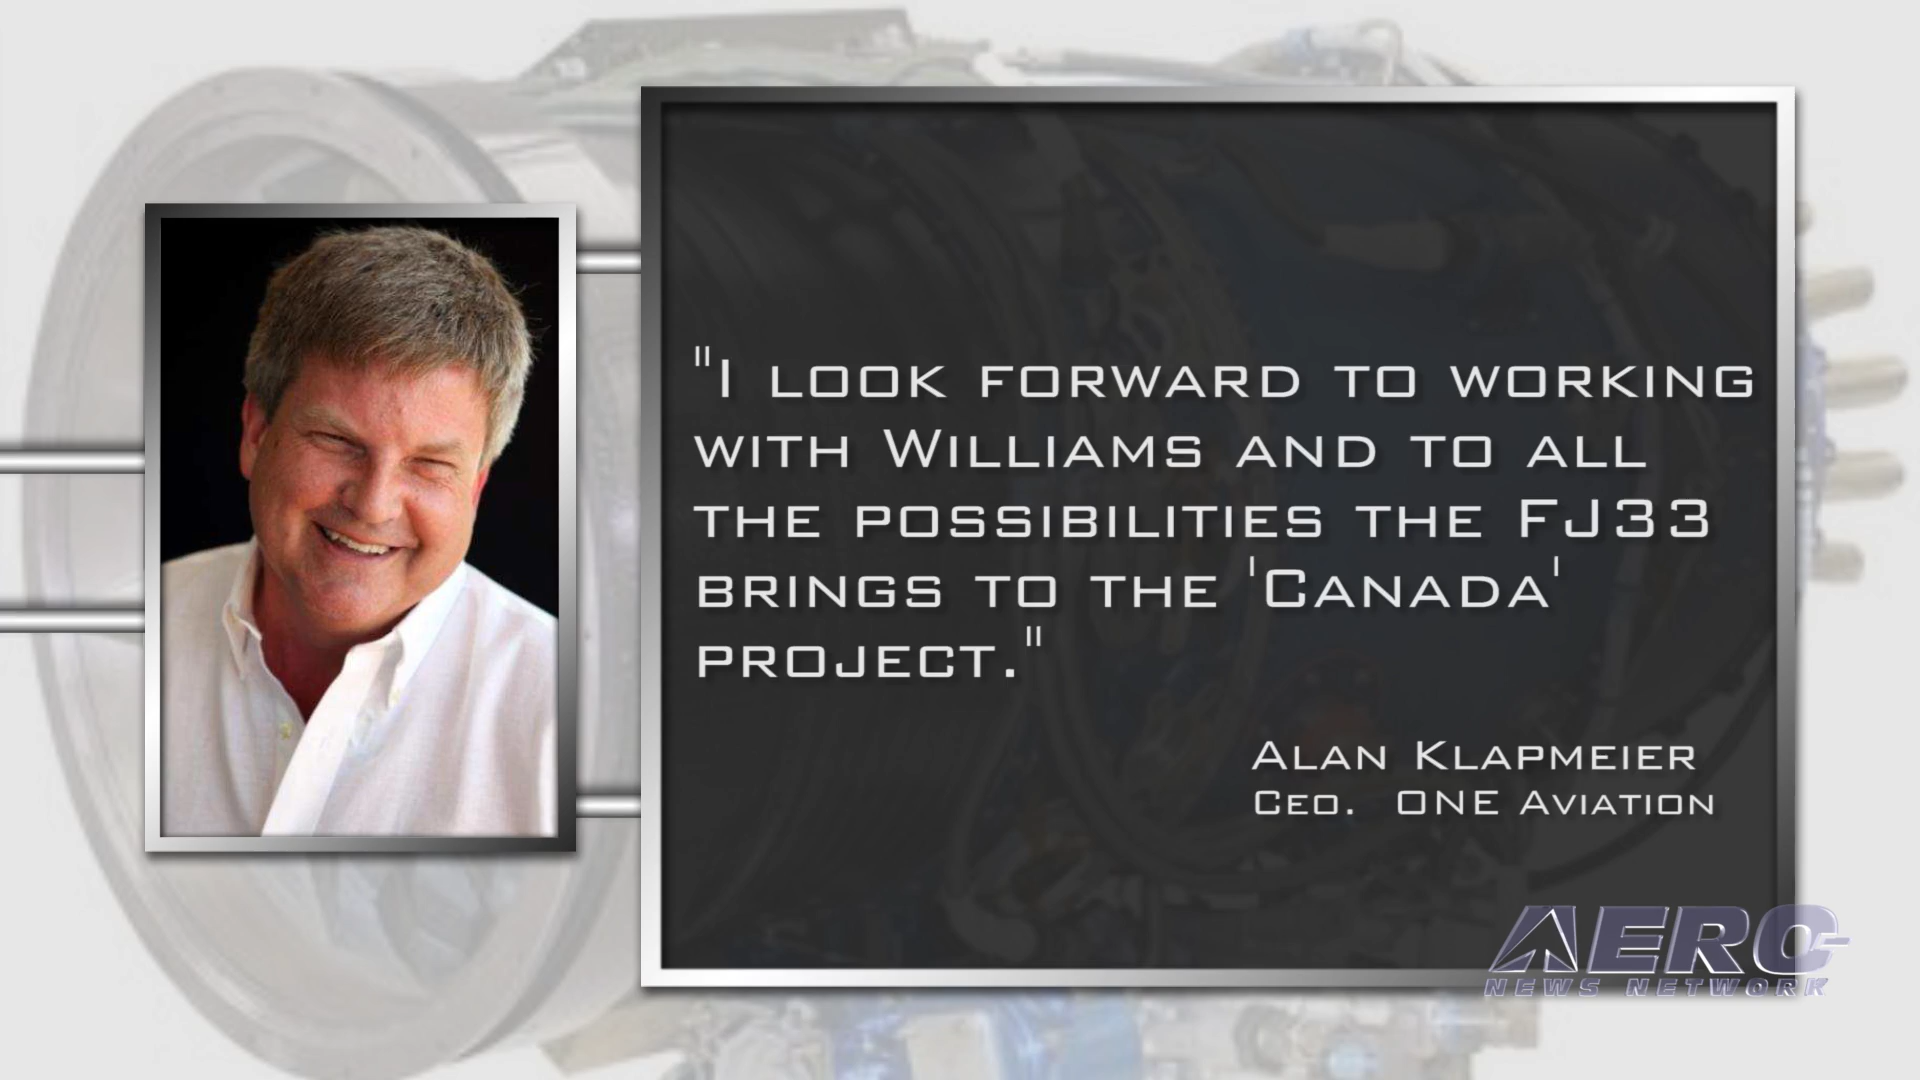 "I look forward to working
with Williams and to all
the possibilities the FJ33
brings to the 'Canada'
project."
Alan Klapmeier
Ceo. ONE Aviation
AERO
NEWS NETWORK